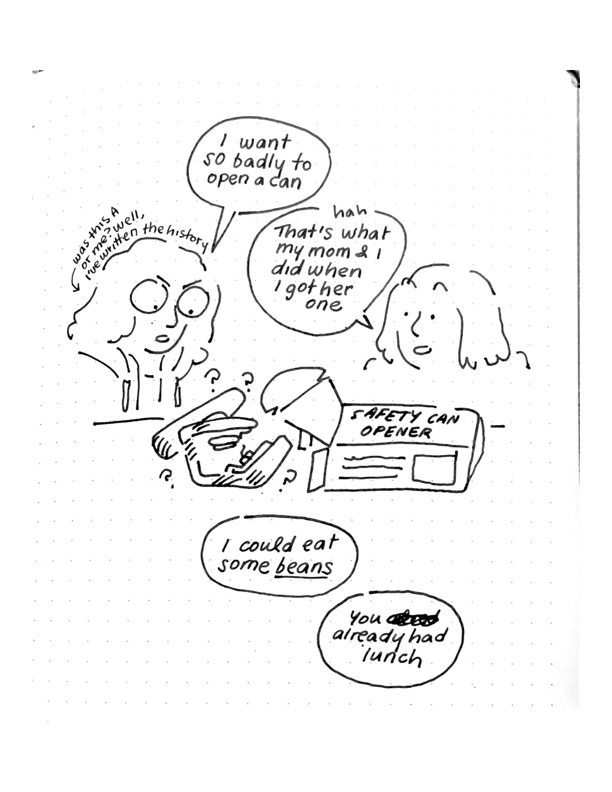 I want
so badly to
open a can
was this A
or me? well,
I've written the history
hah
That's what
my mom & I
did when
I got her
one
? ?
SAFETY CAN
OPENER
? ?
I could eat
some beans
You
already had
lunch